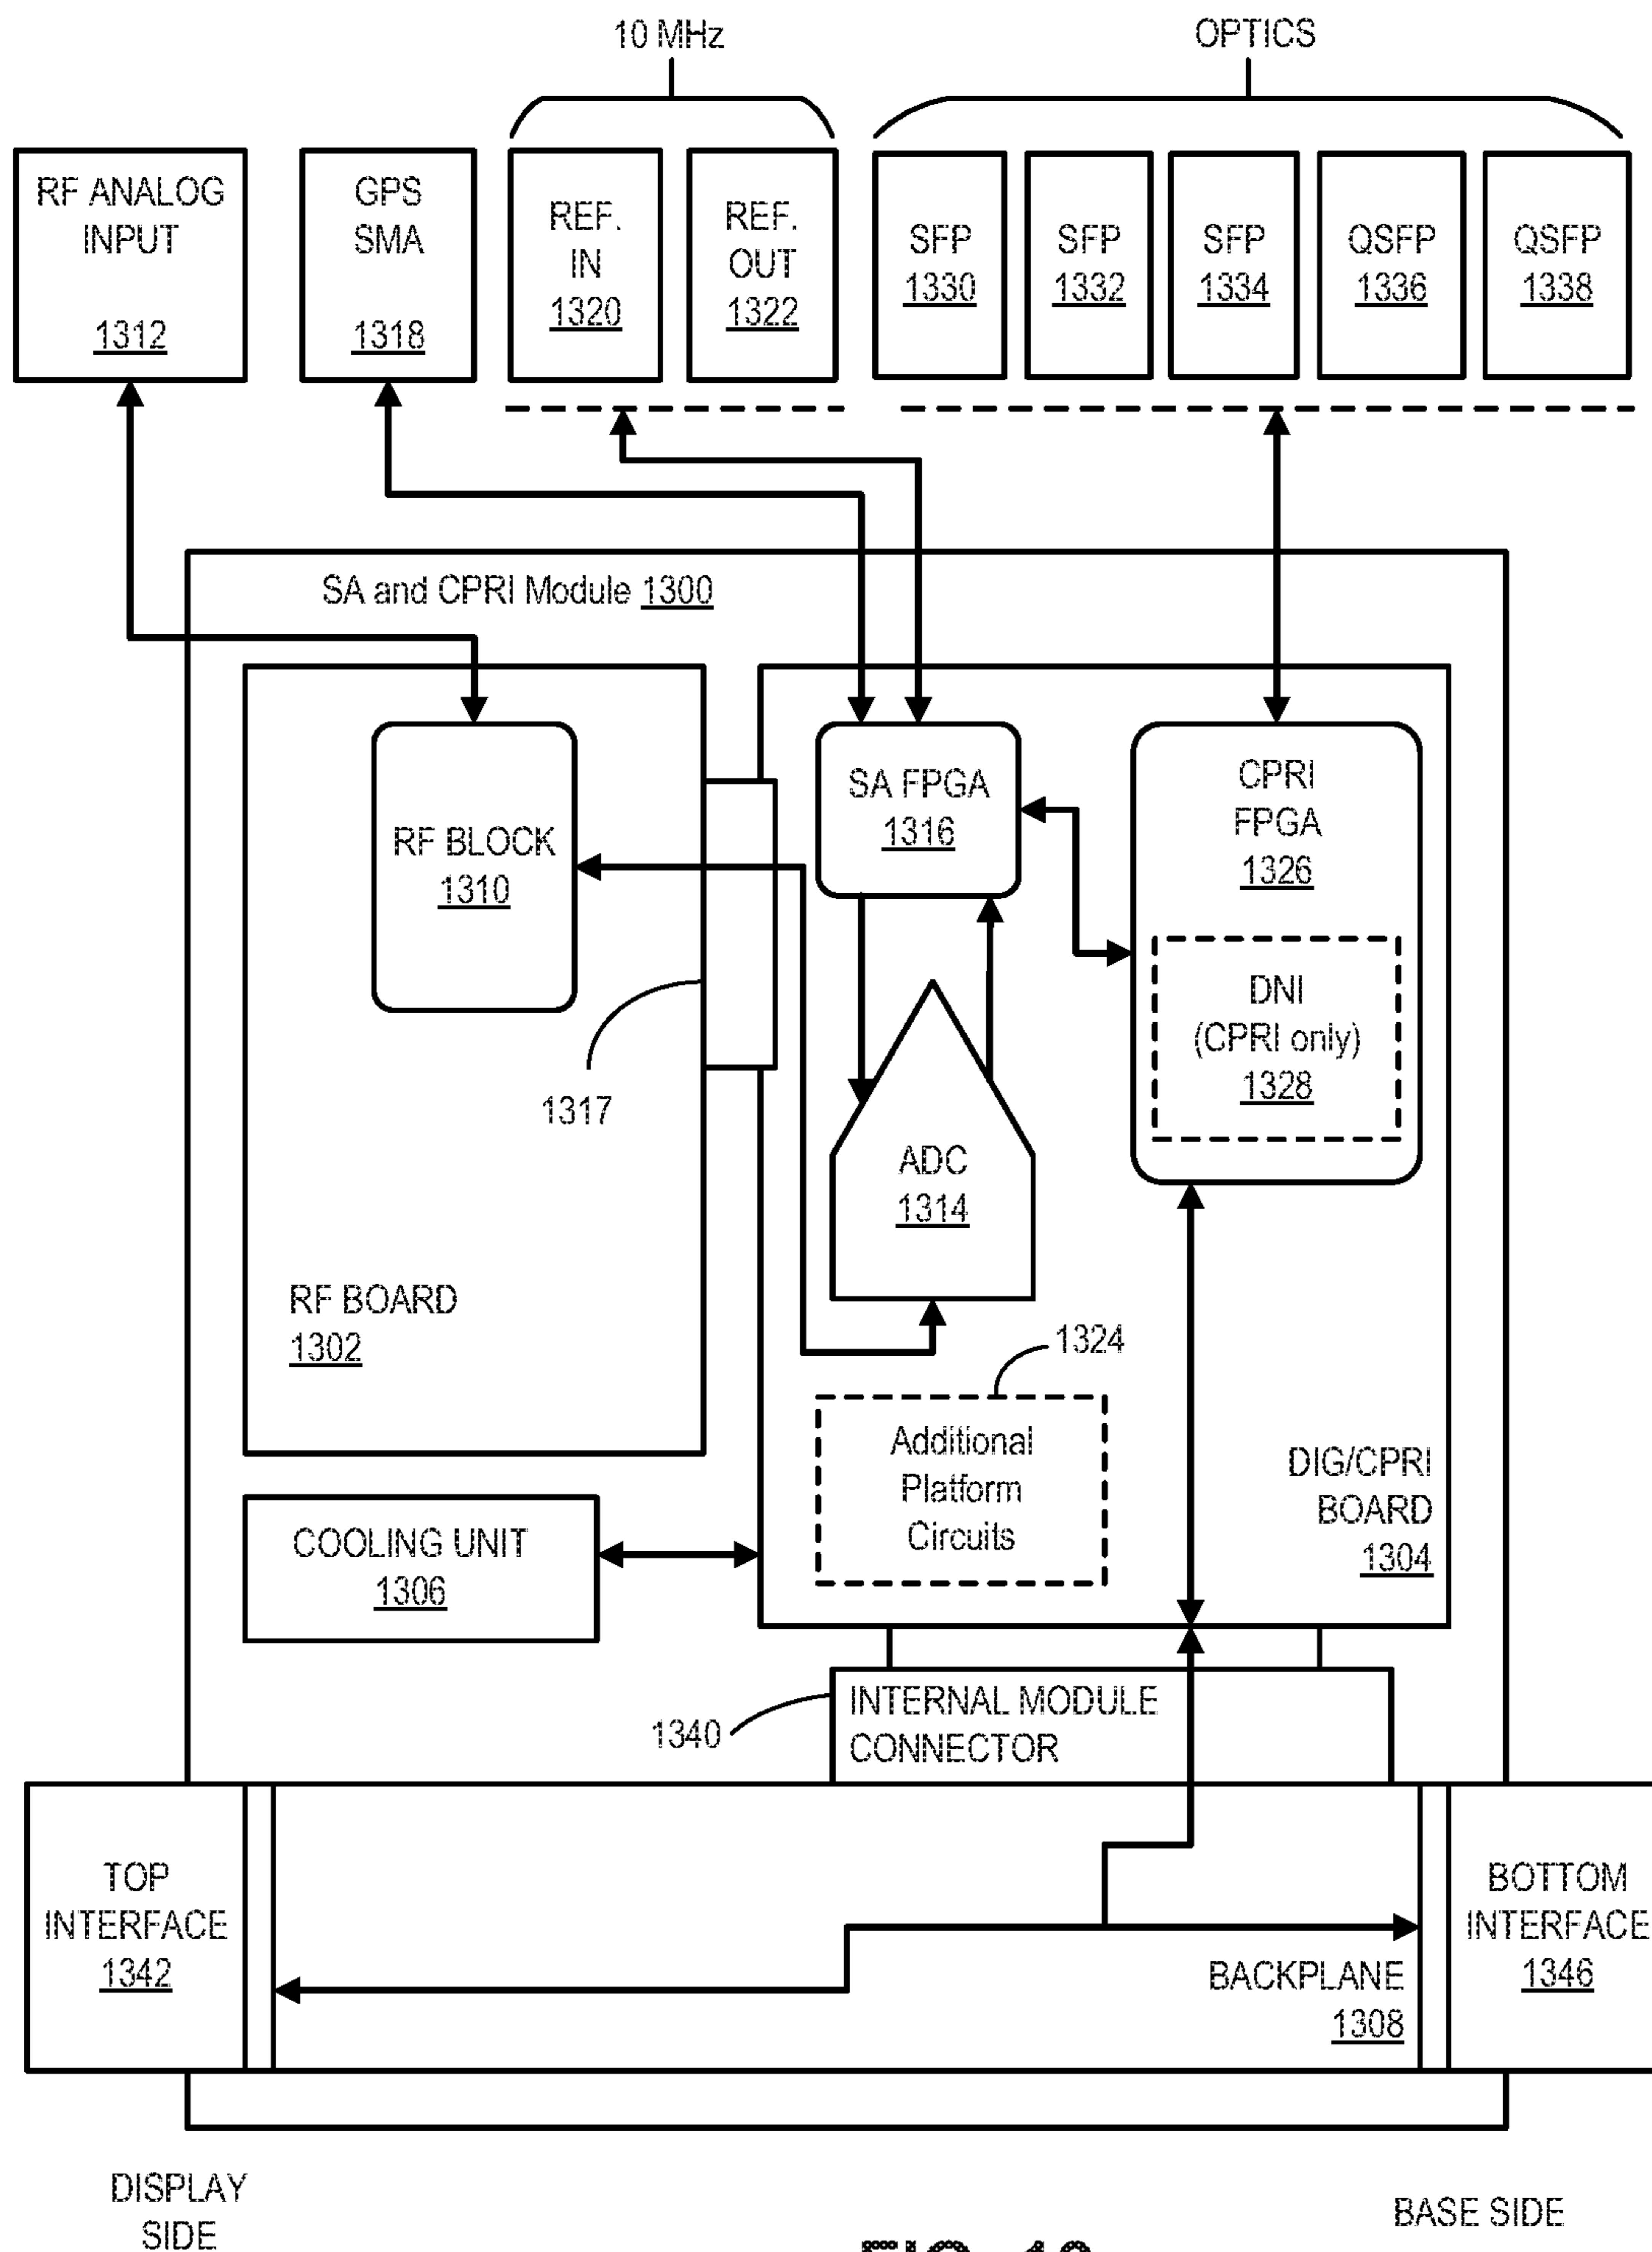 10 MHz
OPTICS
RF ANALOG
INPUT
1312
GPS
SMA
1318
REF.
IN
1320
REF.
OUT
1322
SFP
1330
SFP
1332
SFP
1334
QSFP
1336
QSFP
1338
SA and CPRI Module 1300
RF BLOCK
1310
SA FPGA
1316
CPRI
FPGA
1326
DNI
(CPRI only)
1328
1317
ADC
1314
RF BOARD
1302
1324
Additional
Platform
Circuits
DIG/CPRI
BOARD
1304
COOLING UNIT
1306
1340
INTERNAL MODULE
CONNECTOR
TOP
INTERFACE
1342
BACKPLANE
1308
BOTTOM
INTERFACE
1346
DISPLAY
SIDE
BASE SIDE